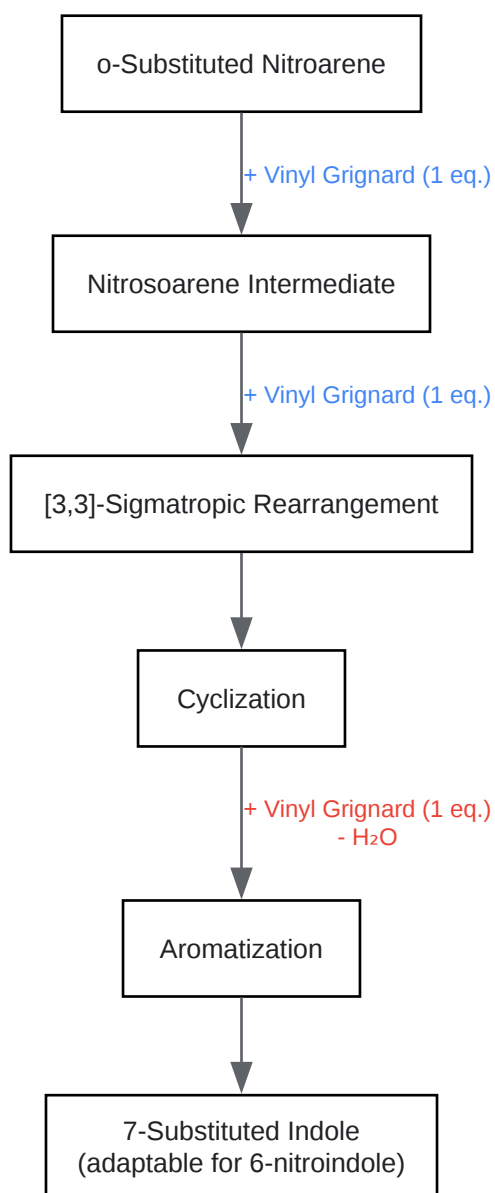 o-Substituted Nitroarene
+ Vinyl Grignard (1 eq.)
Nitrosoarene Intermediate
+ Vinyl Grignard (1 eq.)
[3,3]-Sigmatropic Rearrangement
Cyclization
+ Vinyl Grignard (1 eq.)
- H₂O
Aromatization
7-Substituted Indole
(adaptable for 6-nitroindole)